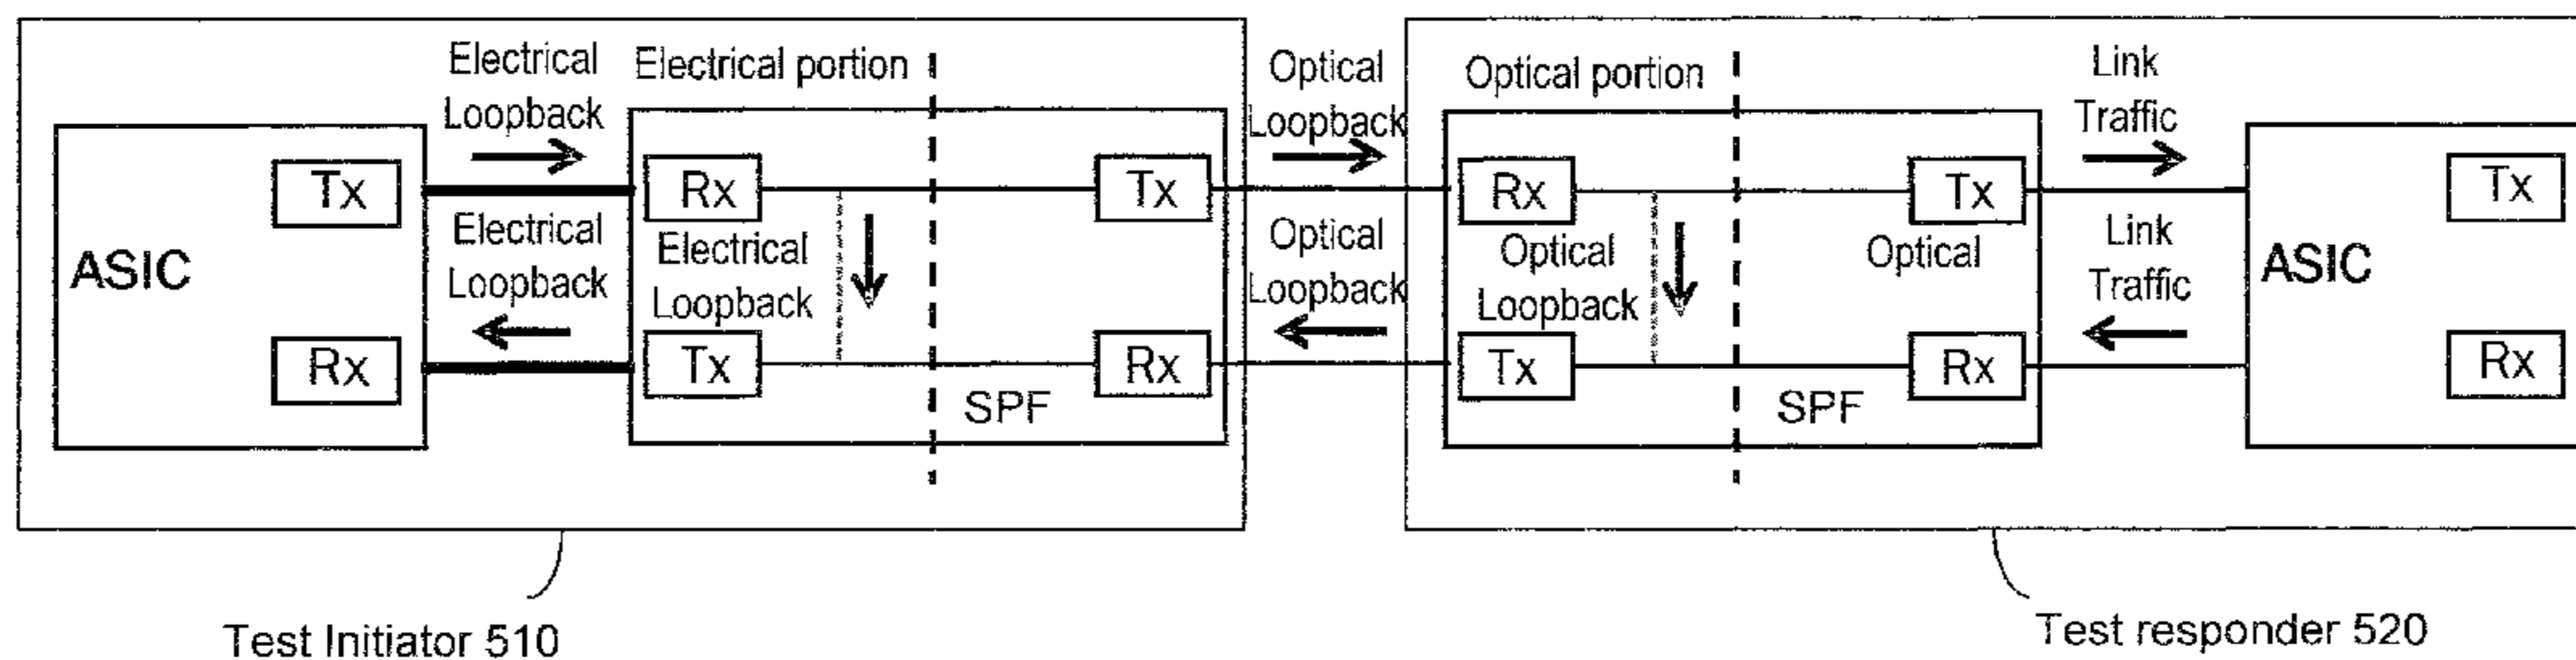 Electrical
Loopback
Electrical portion
Optical
Loopback
Optical portion
Link
Traffic
Tx
Rx
Tx
Rx
Tx
Tx
ASIC
Electrical
Loopback
Electrical
Loopback
Optical
Loopback
Optical
Loopback
Optical
Link
Traffic
ASIC
Rx
Tx
Rx
Tx
Rx
Rx
SPF
SPF
Test Initiator 510
Test responder 520